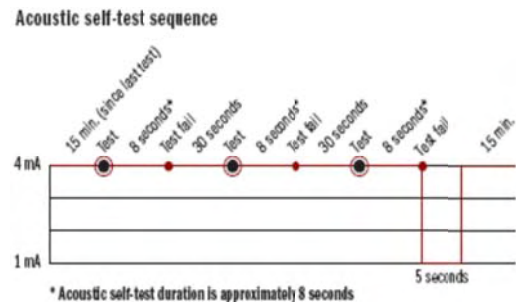 Acoustic self-test sequence
15 min. (since last test)
Test
8 seconds*
Test fail
30 seconds
Test
8 seconds*
Test fail
30 seconds
Test
8 seconds*
Test fail
15 min.
4 mA
1 mA
5 seconds
* Acoustic self-test duration is approximately 8 seconds